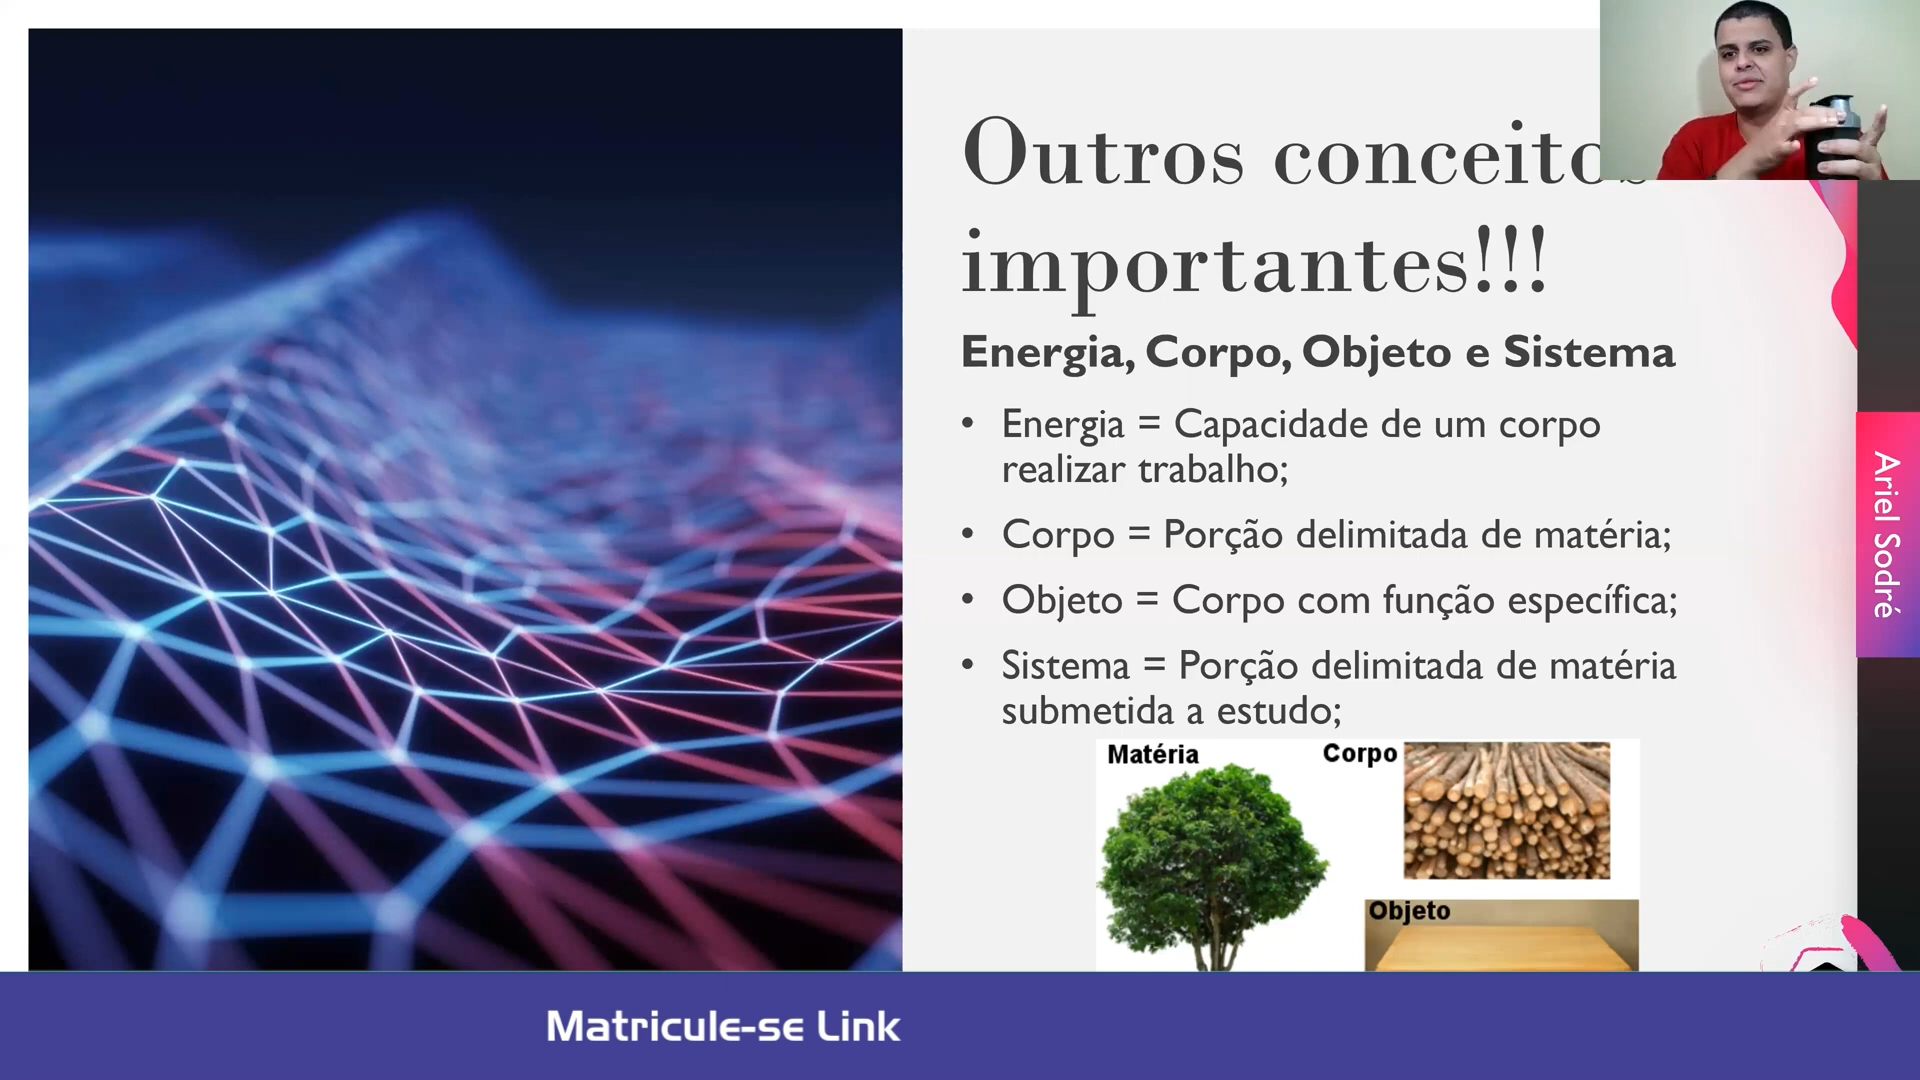 Outros conceitos
importantes!!!
Energia, Corpo, Objeto e Sistema
• Energia = Capacidade de um corpo
realizar trabalho;
• Corpo = Porção delimitada de matéria;
• Objeto = Corpo com função específica;
• Sistema = Porção delimitada de matéria
submetida a estudo;
Matéria
Corpo
Objeto
Ariel Sodré
Matricule-se Link